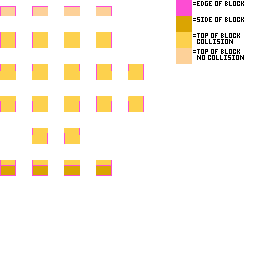 =EDGE OF BLOCK
=SIDE OF BLOCK
=TOP OF BLOCK
COLLISION
=TOP OF BLOCK
NO COLLISION